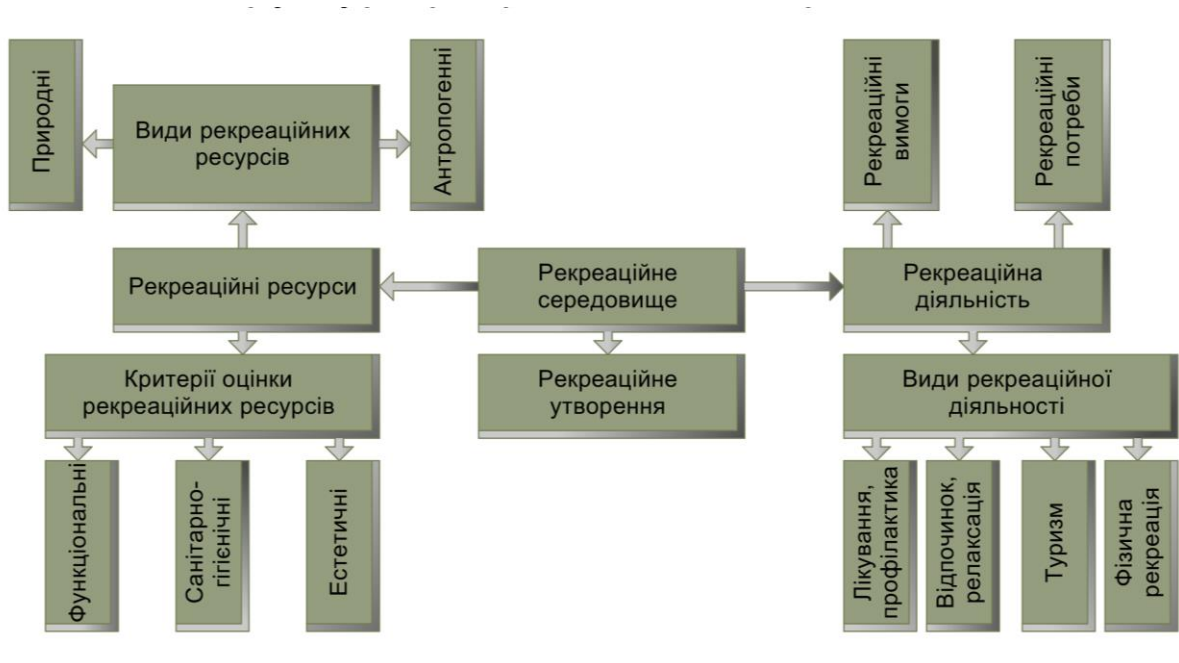 Природні
Види рекреаційних
ресурсів
Антропогенні
Рекреаційні
вимоги
Рекреаційні
потреби
Рекреаційні ресурси
Рекреаційне
середовище
Рекреаційна
діяльність
Критерії оцінки
рекреаційних ресурсів
Рекреаційне
утворення
Види рекреаційної
діяльності
Функціональні
Санітарно-
гігієнічні
Естетичні
Лікування,
профілактика
Відпочинок,
релаксація
Туризм
Фізична
рекреація